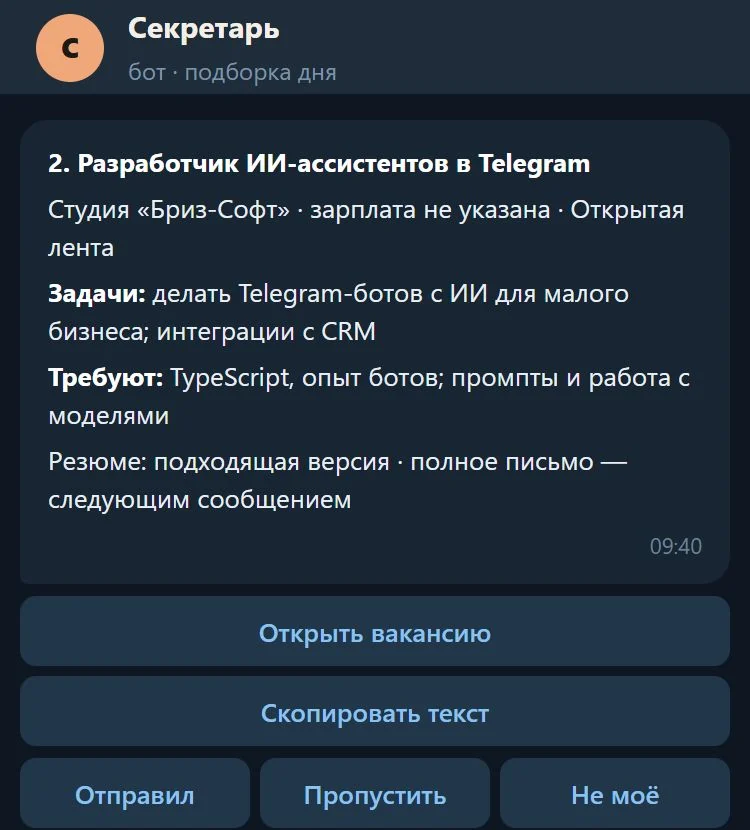 С
Секретарь
бот · подборка дня
2. Разработчик ИИ-ассистентов в Telegram
Студия «Бриз-Софт» · зарплата не указана · Открытая
лента
Задачи: делать Telegram-ботов с ИИ для малого
бизнеса; интеграции с CRM
Требуют: TypeScript, опыт ботов; промпты и работа с
моделями
Резюме: подходящая версия · полное письмо —
следующим сообщением
09:40
Открыть вакансию
Скопировать текст
Отправил
Пропустить
Не моё